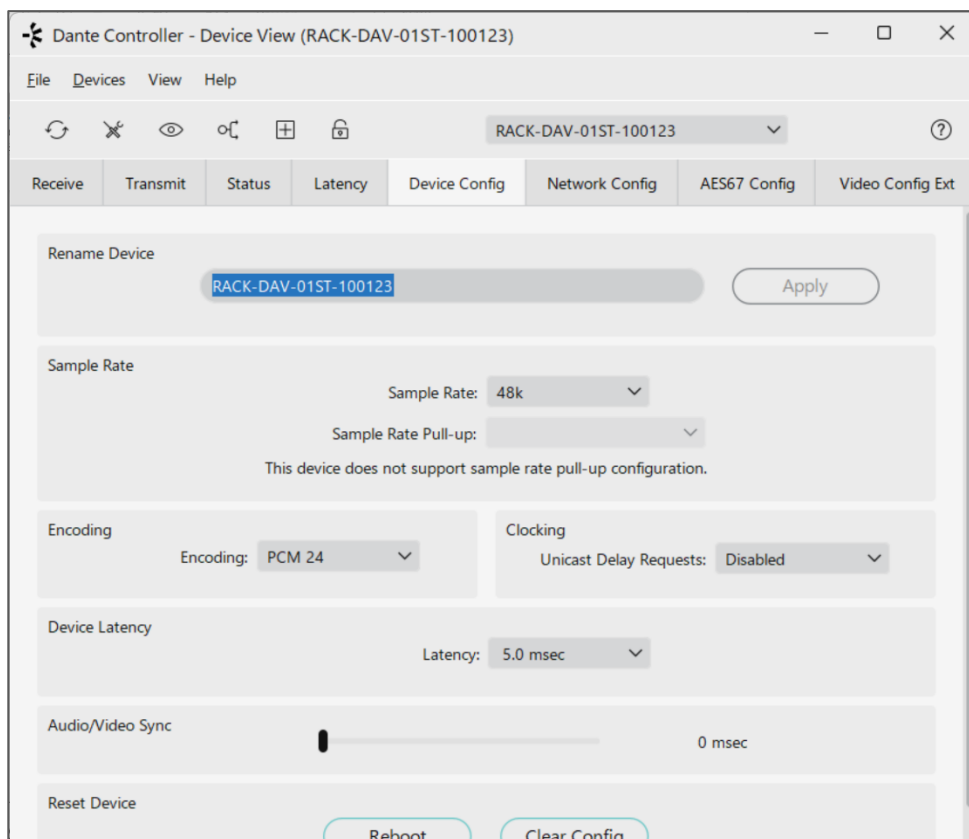 Dante Controller - Device View (RACK-DAV-01ST-100123)
File Devices View Help
RACK-DAV-01ST-100123
Receive Transmit Status Latency Device Config Network Config AES67 Config Video Config Ext
Rename Device
RACK-DAV-01ST-100123 Apply
Sample Rate
Sample Rate: 48k
Sample Rate Pull-up:
This device does not support sample rate pull-up configuration.
Encoding Clocking
Encoding: PCM 24 Unicast Delay Requests: Disabled
Device Latency
Latency: 5.0 msec
Audio/Video Sync
0 msec
Reset Device
Reboot Clear Config